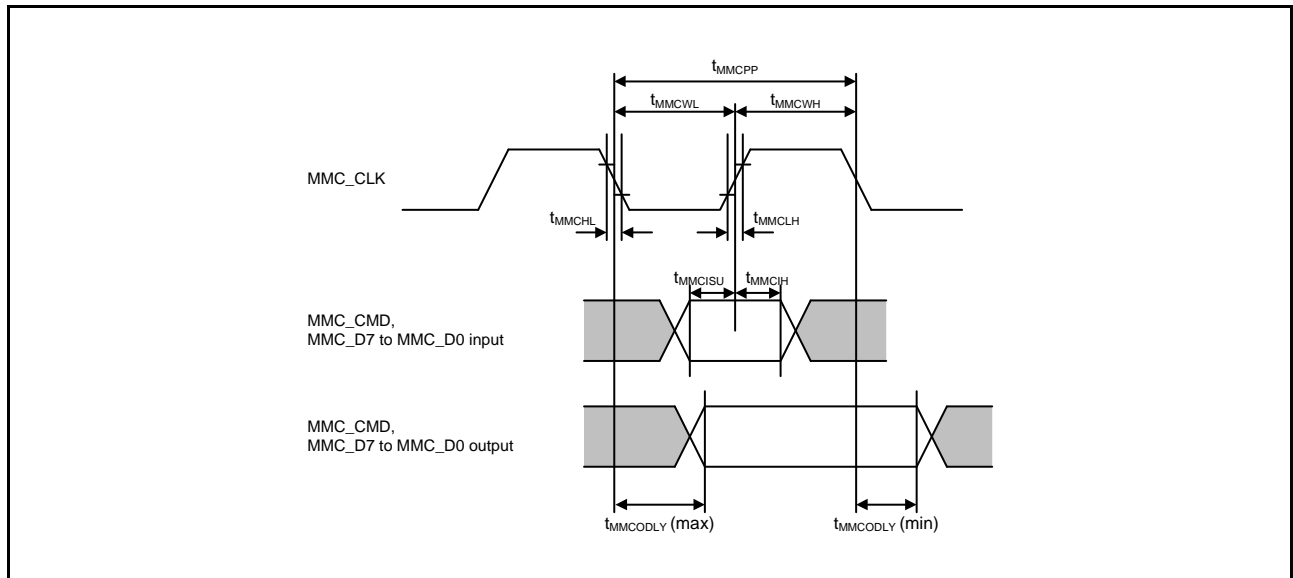 tMMCPP
tMMCWL
tMMCWH
MMC_CLK
tMMCHL
tMMCLH
tMMCISU
tMMCIH
MMC_CMD,
MMC_D7 to MMC_D0 input
MMC_CMD,
MMC_D7 to MMC_D0 output
tMMCODLY (max)
tMMCODLY (min)